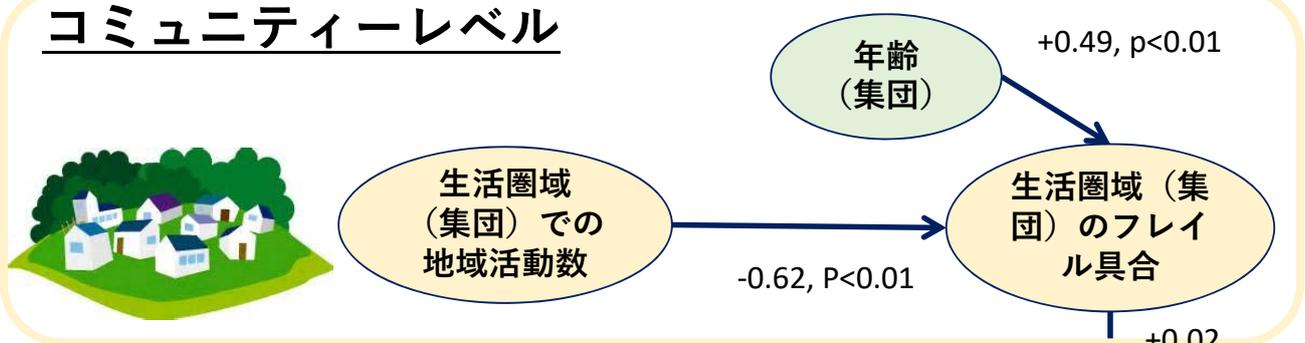 コミュニティーレベル
年齢
（集団）
+0.49, p<0.01
生活圏域
（集団）での
地域活動数
-0.62, P<0.01
生活圏域（集
団）のフレイ
ル具合
+0.02